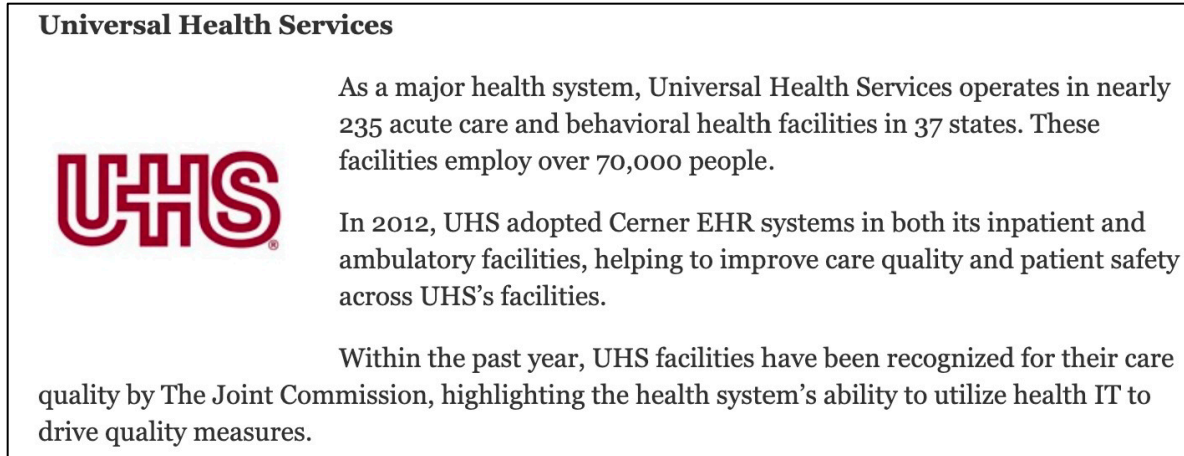 Universal Health Services
As a major health system, Universal Health Services operates in nearly
235 acute care and behavioral health facilities in 37 states. These
facilities employ over 70,000 people.
UHS®
In 2012, UHS adopted Cerner EHR systems in both its inpatient and
ambulatory facilities, helping to improve care quality and patient safety
across UHS’s facilities.
Within the past year, UHS facilities have been recognized for their care
quality by The Joint Commission, highlighting the health system’s ability to utilize health IT to
drive quality measures.